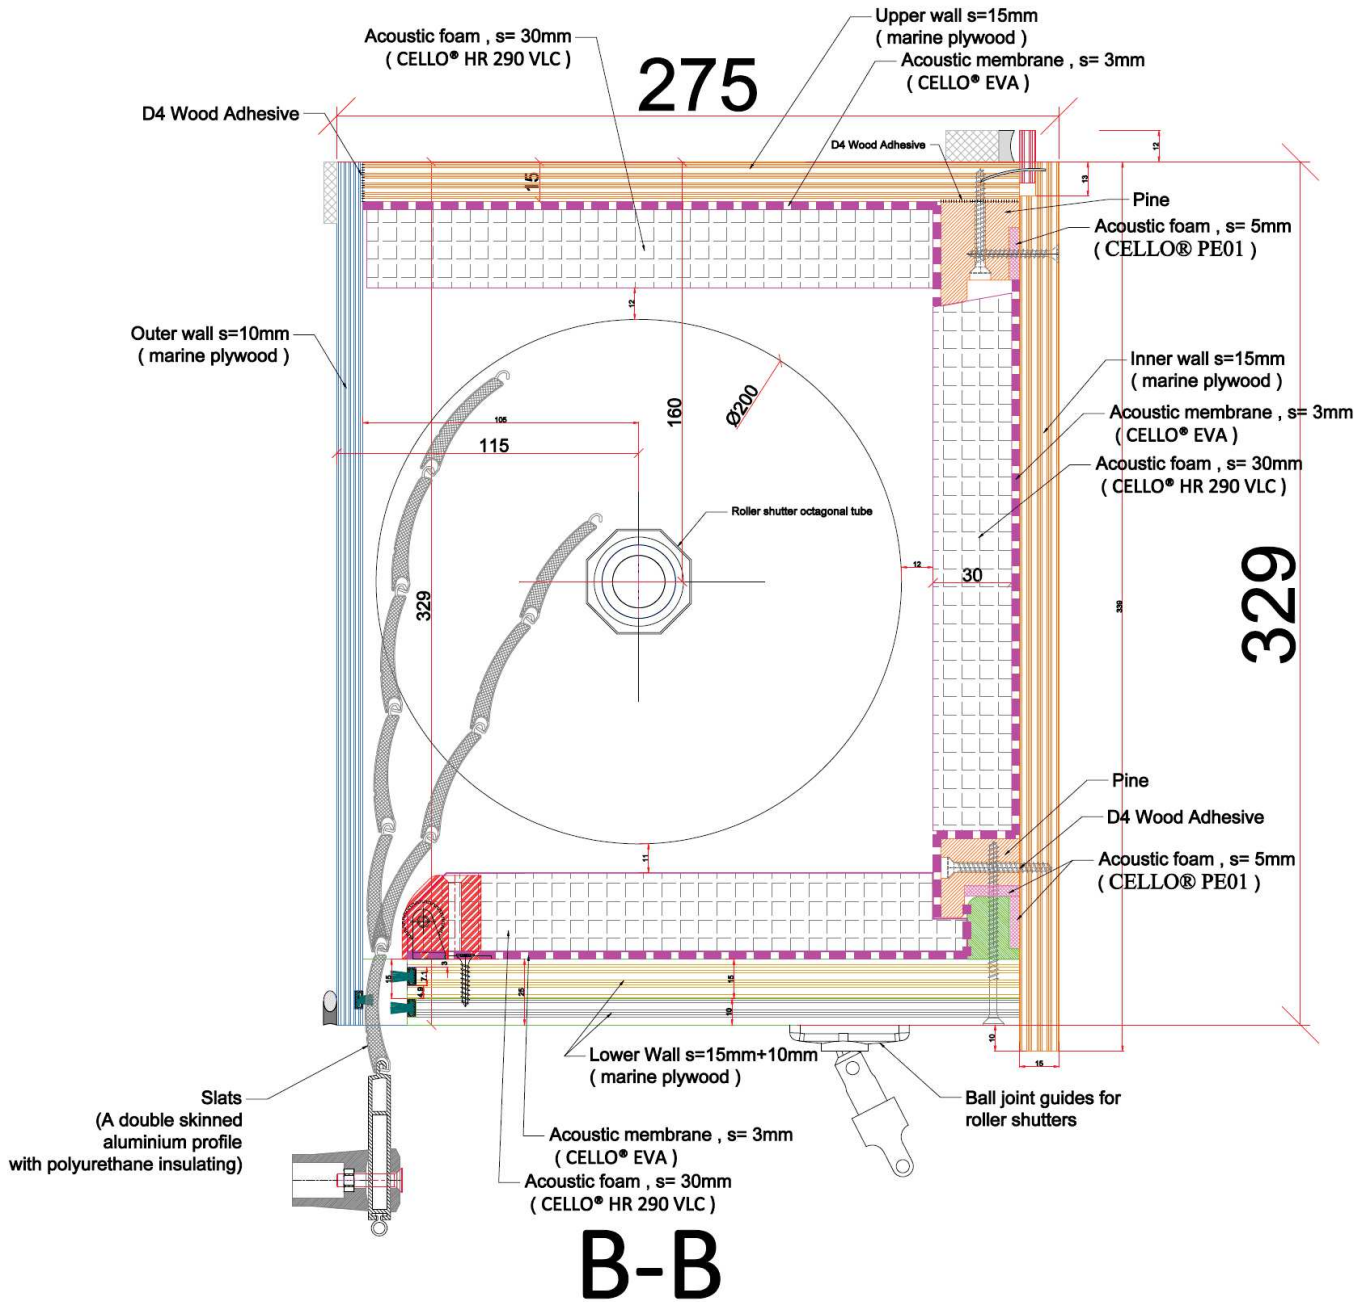 Acoustic foam , s= 30mm
( CELLO® HR 290 VLC )
Upper wall s=15mm
( marine plywood )
275
Acoustic membrane , s= 3mm
( CELLO® EVA )
D4 Wood Adhesive
D4 Wood Adhesive
12
15
13
Pine
Acoustic foam , s= 5mm
( CELLO® PE01 )
12
Outer wall s=10mm
( marine plywood )
Inner wall s=15mm
( marine plywood )
Ø200
160
105
115
Acoustic membrane , s= 3mm
( CELLO® EVA )
Acoustic foam , s= 30mm
( CELLO® HR 290 VLC )
Roller shutter octagonal tube
12
30
329
339
329
Pine
D4 Wood Adhesive
11
Acoustic foam , s= 5mm
( CELLO® PE01 )
3
15
7.1
4.9
25
15
10
10
15
Lower Wall s=15mm+10mm
( marine plywood )
Slats
(A double skinned
aluminium profile
with polyurethane insulating)
Ball joint guides for
roller shutters
Acoustic membrane , s= 3mm
( CELLO® EVA )
Acoustic foam , s= 30mm
( CELLO® HR 290 VLC )
B-B